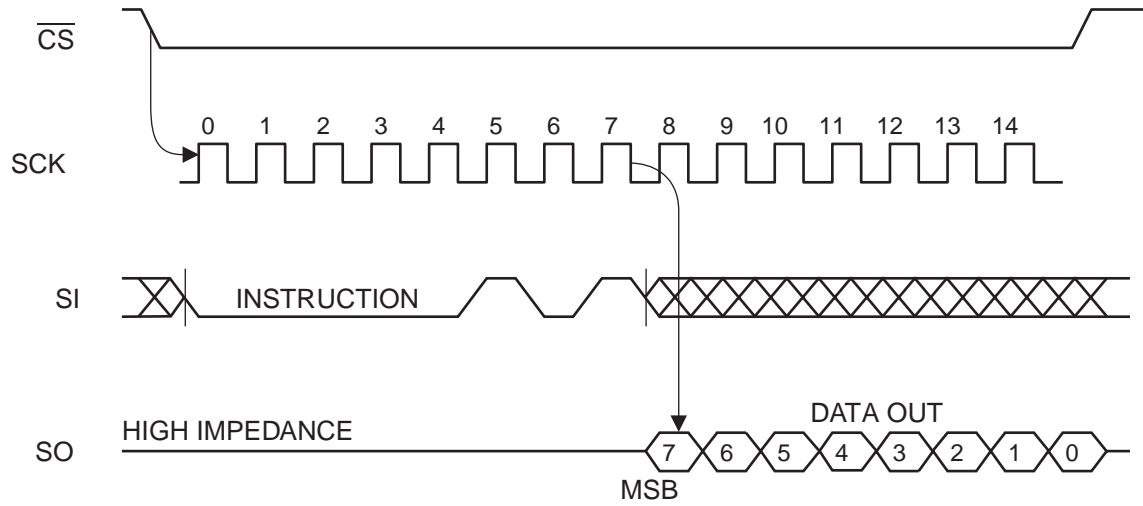 CS
0 1 2 3 4 5 6 7 8 9 10 11 12 13 14
SCK
SI
INSTRUCTION
HIGH IMPEDANCE
DATA OUT
SO
7 6 5 4 3 2 1 0
MSB